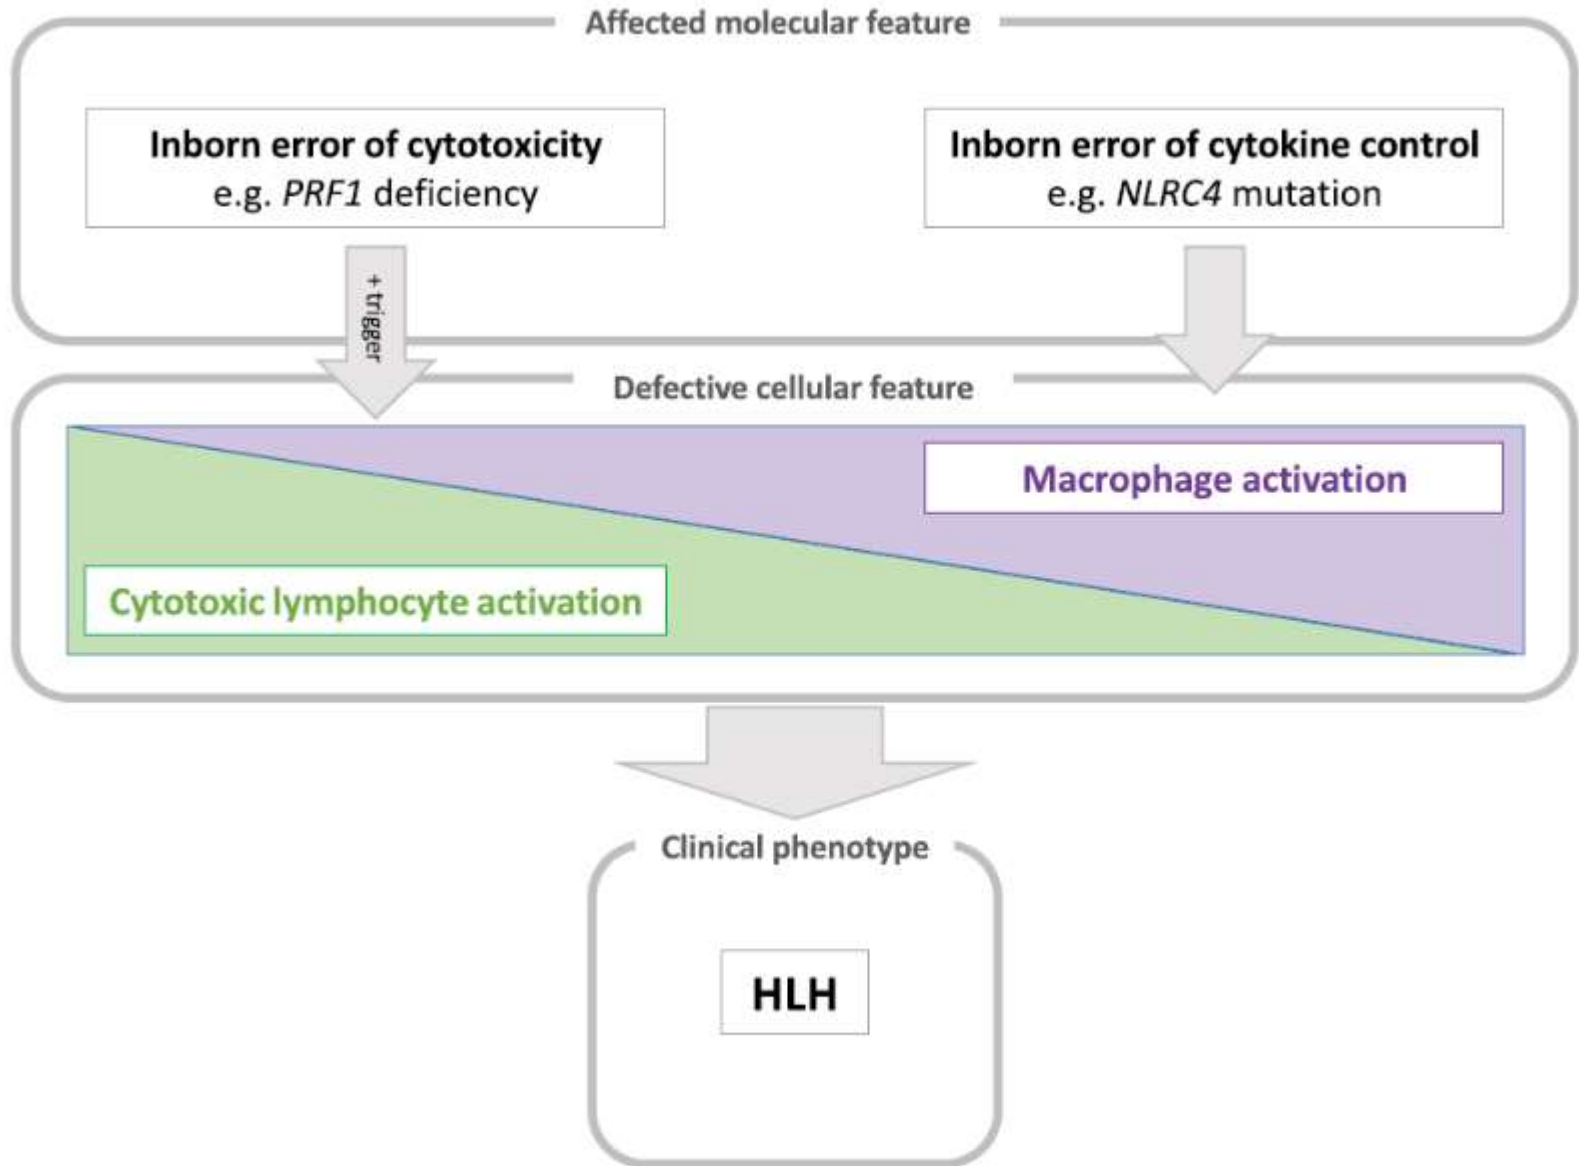 Affected molecular feature
Inborn error of cytotoxicity
e.g. PRF1 deficiency
Inborn error of cytokine control
e.g. NLRC4 mutation
+ trigger
Defective cellular feature
Macrophage activation
Cytotoxic lymphocyte activation
Clinical phenotype
HLH